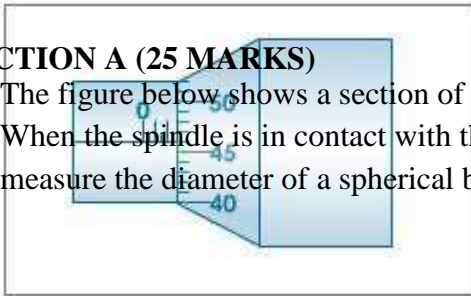 CTION A (25 MARKS)
The figure below shows a section of
When the spindle is in contact with th
measure the diameter of a spherical b
0
50
45
40